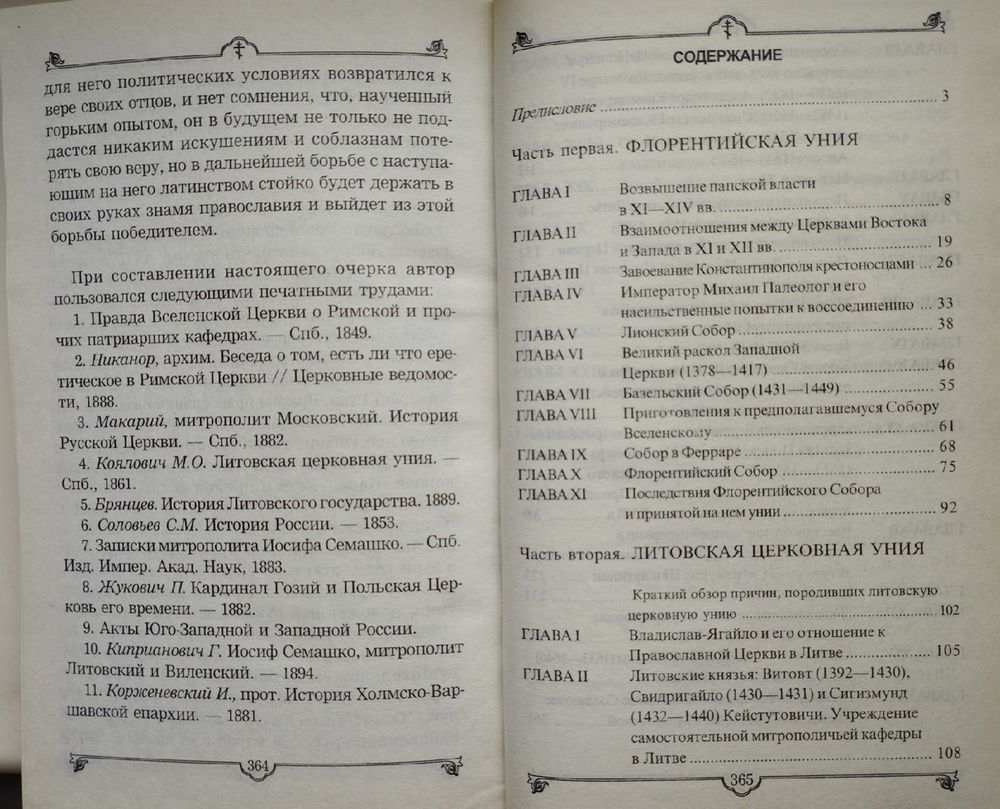 для него политических условиях возвратился к
вере своих отцов, и нет сомнения, что, наученный
горьким опытом, он в будущем не только не под-
дастся никаким искушениям и соблазнам поте-
рять свою веру, но в дальнейшей борьбе с наступа-
ющим на него латинством стойко будет держать в
своих руках знамя православия и выйдет из этой
борьбы победителем.
При составлении настоящего очерка автор
пользовался следующими печатными трудами:
1. Правда Вселенской Церкви о Римской и про-
чих патриарших кафедрах. — Спб., 1849.
2. Никанор, архим. Беседа о том, есть ли что ере-
тическое в Римской Церкви // Церковные ведомос-
ти, 1888.
3. Макарий, митрополит Московский. История
Русской Церкви. — Спб., 1882.
4. Коялович М.О. Литовская церковная уния. —
Спб., 1861.
5. Брянцев. История Литовского государства. 1889.
6. Соловьев С.М. История России. — 1853.
7. Записки митрополита Иосифа Семашко. — Спб.
Изд. Импер. Акад. Наук, 1883.
8. Жукович П. Кардинал Гозий и Польская Цер-
ковь его времени. — 1882.
9. Акты Юго-Западной и Западной России.
10. Киприанович Г. Иосиф Семашко, митрополит
Литовский и Виленский. — 1894.
11. Корженевский И., прот. История Холмско-Вар-
шавской епархии. — 1881.
364
СОДЕРЖАНИЕ
Предисловие ... 3
Часть первая. ФЛОРЕНТИЙСКАЯ УНИЯ
ГЛАВА I Возвышение папской власти
в XI—XIV вв. ... 8
ГЛАВА II Взаимоотношения между Церквами Востока
и Запада в XI и XII вв. ... 19
ГЛАВА III Завоевание Константинополя крестоносцами ... 26
ГЛАВА IV Император Михаил Палеолог и его
насильственные попытки к воссоединению ... 33
ГЛАВА V Лионский Собор ... 38
ГЛАВА VI Великий раскол Западной
Церкви (1378—1417) ... 46
ГЛАВА VII Базельский Собор (1431—1449) ... 55
ГЛАВА VIII Приготовления к предполагавшемуся Собору
Вселенскому ... 61
ГЛАВА IX Собор в Ферраре ... 68
ГЛАВА X Флорентийский Собор ... 75
ГЛАВА XI Последствия Флорентийского Собора
и принятой на нем унии ... 92
Часть вторая. ЛИТОВСКАЯ ЦЕРКОВНАЯ УНИЯ
Краткий обзор причин, породивших литовскую
церковную унию ... 102
ГЛАВА I Владислав-Ягайло и его отношение к
Православной Церкви в Литве ... 105
ГЛАВА II Литовские князья: Витовт (1392—1430),
Свидригайло (1430—1431) и Сигизмунд
(1432—1440) Кейстутовичи. Учреждение
самостоятельной митрополичьей кафедры
в Литве ... 108
365